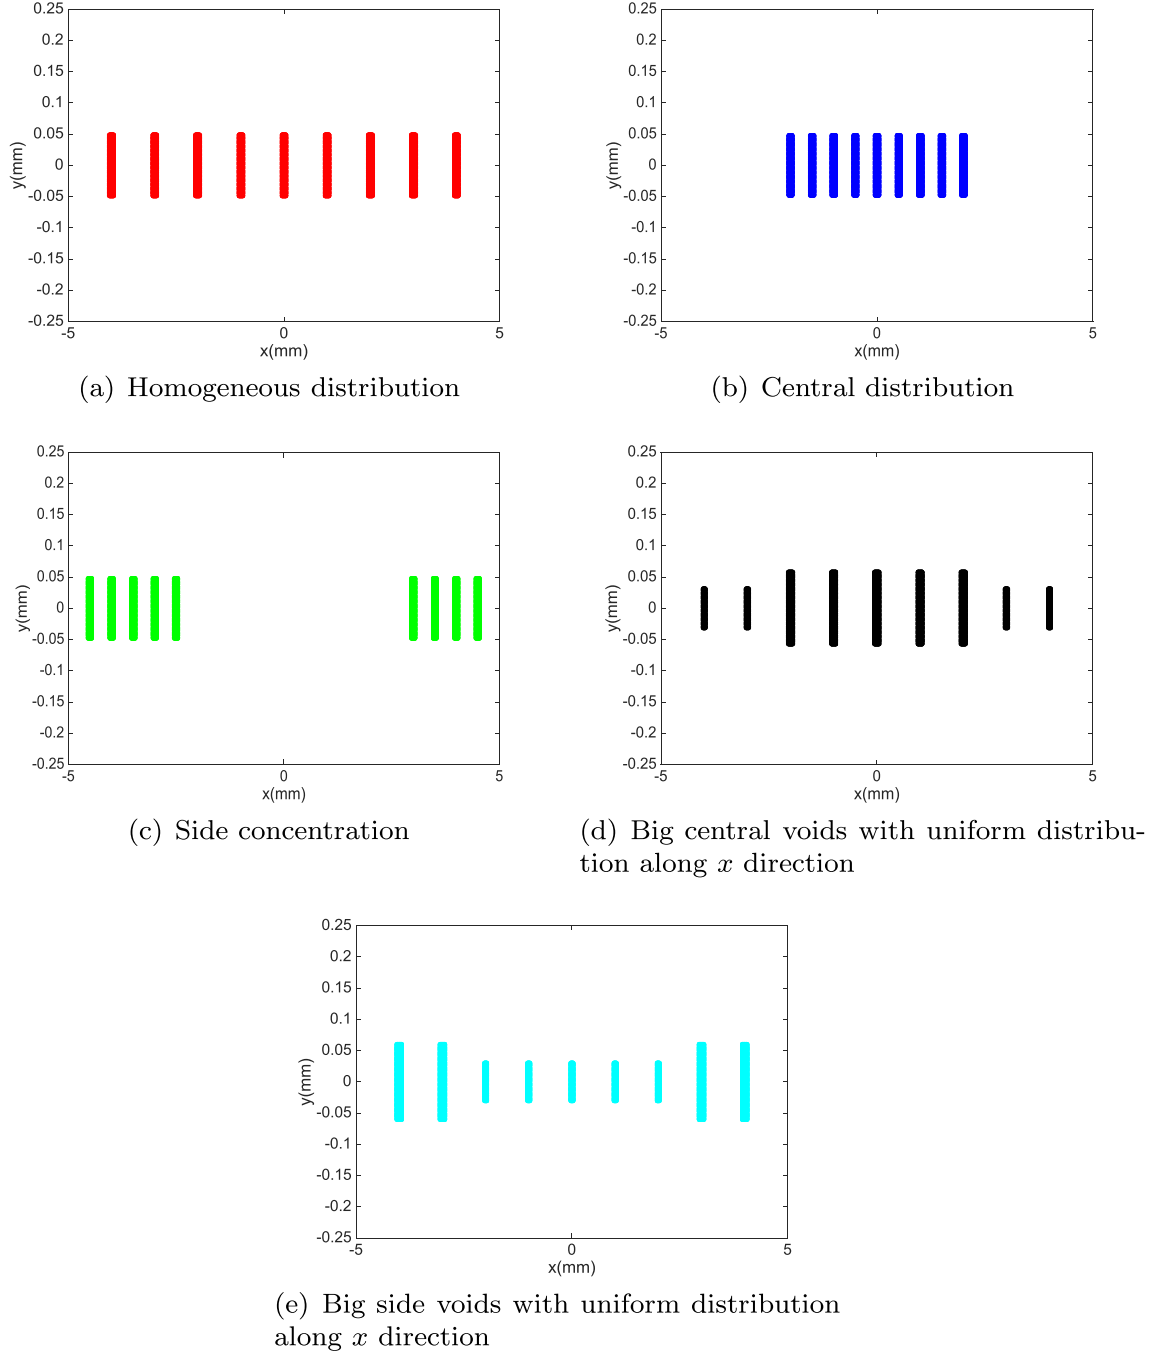 0.25
0.2
0.15
0.1
0.05
0
-0.05
-0.1
-0.15
-0.2
-0.25
y(mm)
-5 0 5
x(mm)
(a) Homogeneous distribution
0.25
0.2
0.15
0.1
0.05
0
-0.05
-0.1
-0.15
-0.2
-0.25
y(mm)
-5 0 5
x(mm)
(b) Central distribution
0.25
0.2
0.15
0.1
0.05
0
-0.05
-0.1
-0.15
-0.2
-0.25
y(mm)
-5 0 5
x(mm)
(c) Side concentration
0.25
0.2
0.15
0.1
0.05
0
-0.05
-0.1
-0.15
-0.2
-0.25
y(mm)
-5 0 5
x(mm)
(d) Big central voids with uniform distribu-
tion along x direction
0.25
0.2
0.15
0.1
0.05
0
-0.05
-0.1
-0.15
-0.2
-0.25
y(mm)
-5 0 5
x(mm)
(e) Big side voids with uniform distribution
along x direction